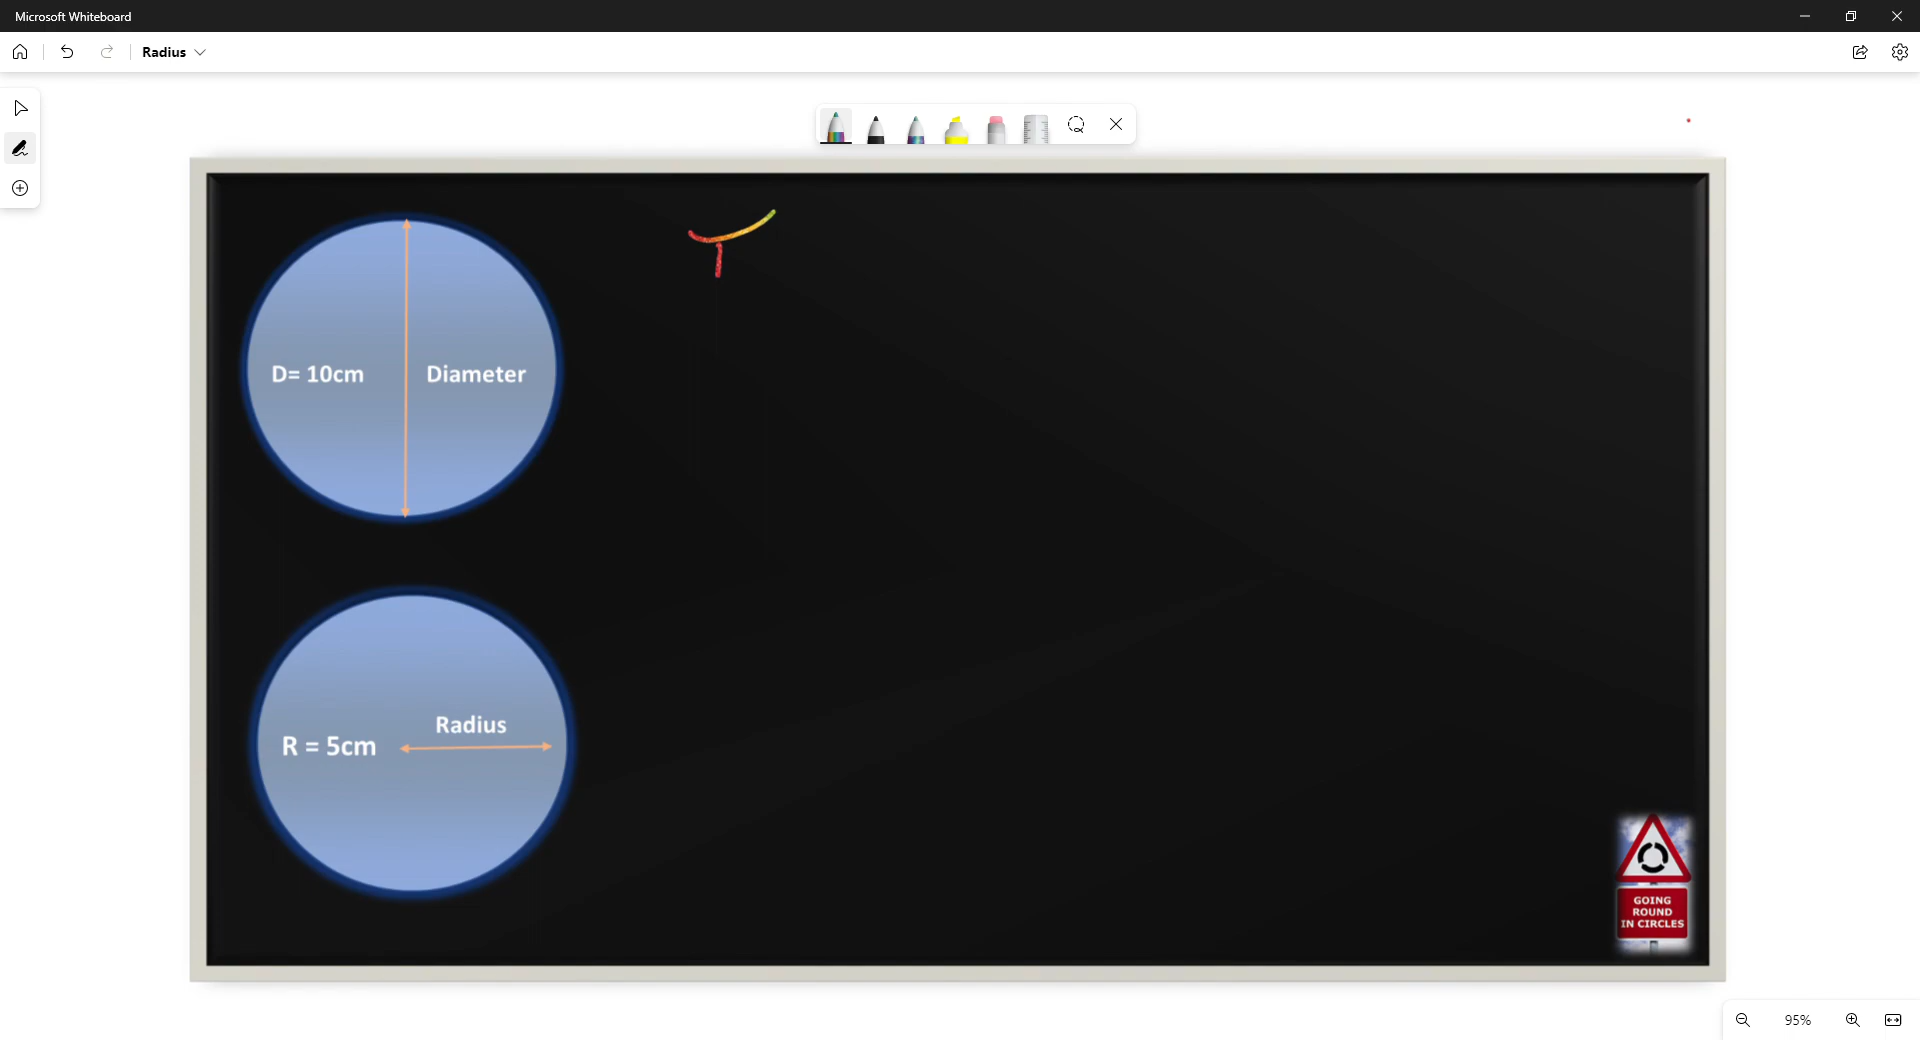 Microsoft Whiteboard
Radius
D= 10cm Diameter
Radius
R = 5cm
GOING
ROUND
IN CIRCLES
95%